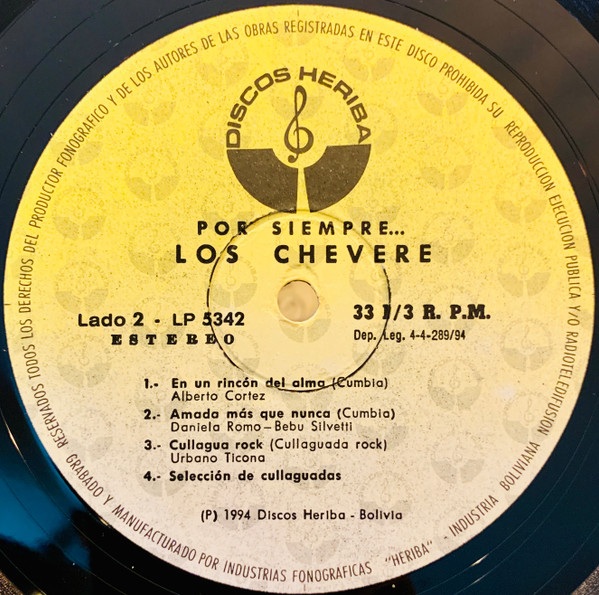 RESERVADOS TODOS LOS DERECHOS DEL PRODUCTOR FONOGRAFICO Y DE LOS AUTORES DE LAS OBRAS REGISTRADAS EN ESTE DISCO PROHIBIDA SU REPRODUCCION EJECUCION PUBLICA Y/O RADIOTELEDIFUSION
DISCOS HERIBA
POR SIEMPRE...
LOS CHEVERE
Lado 2 - LP 5342
ESTEREO
33 1/3 R. P. M.
Dep. Leg. 4-4-289/94
1.- En un rincón del alma (Cumbia)
Alberto Cortez
2.- Amada más que nunca (Cumbia)
Daniela Romo - Bebu Silvetti
3.- Cullagua rock (Cullaguada rock)
Urbano Ticona
4.- Selección de cullaguadas
(P) 1994 Discos Heriba - Bolivia
GRABADO Y MANUFACTURADO POR INDUSTRIAS FONOGRAFICAS "HERIBA" - INDUSTRIA BOLIVIANA